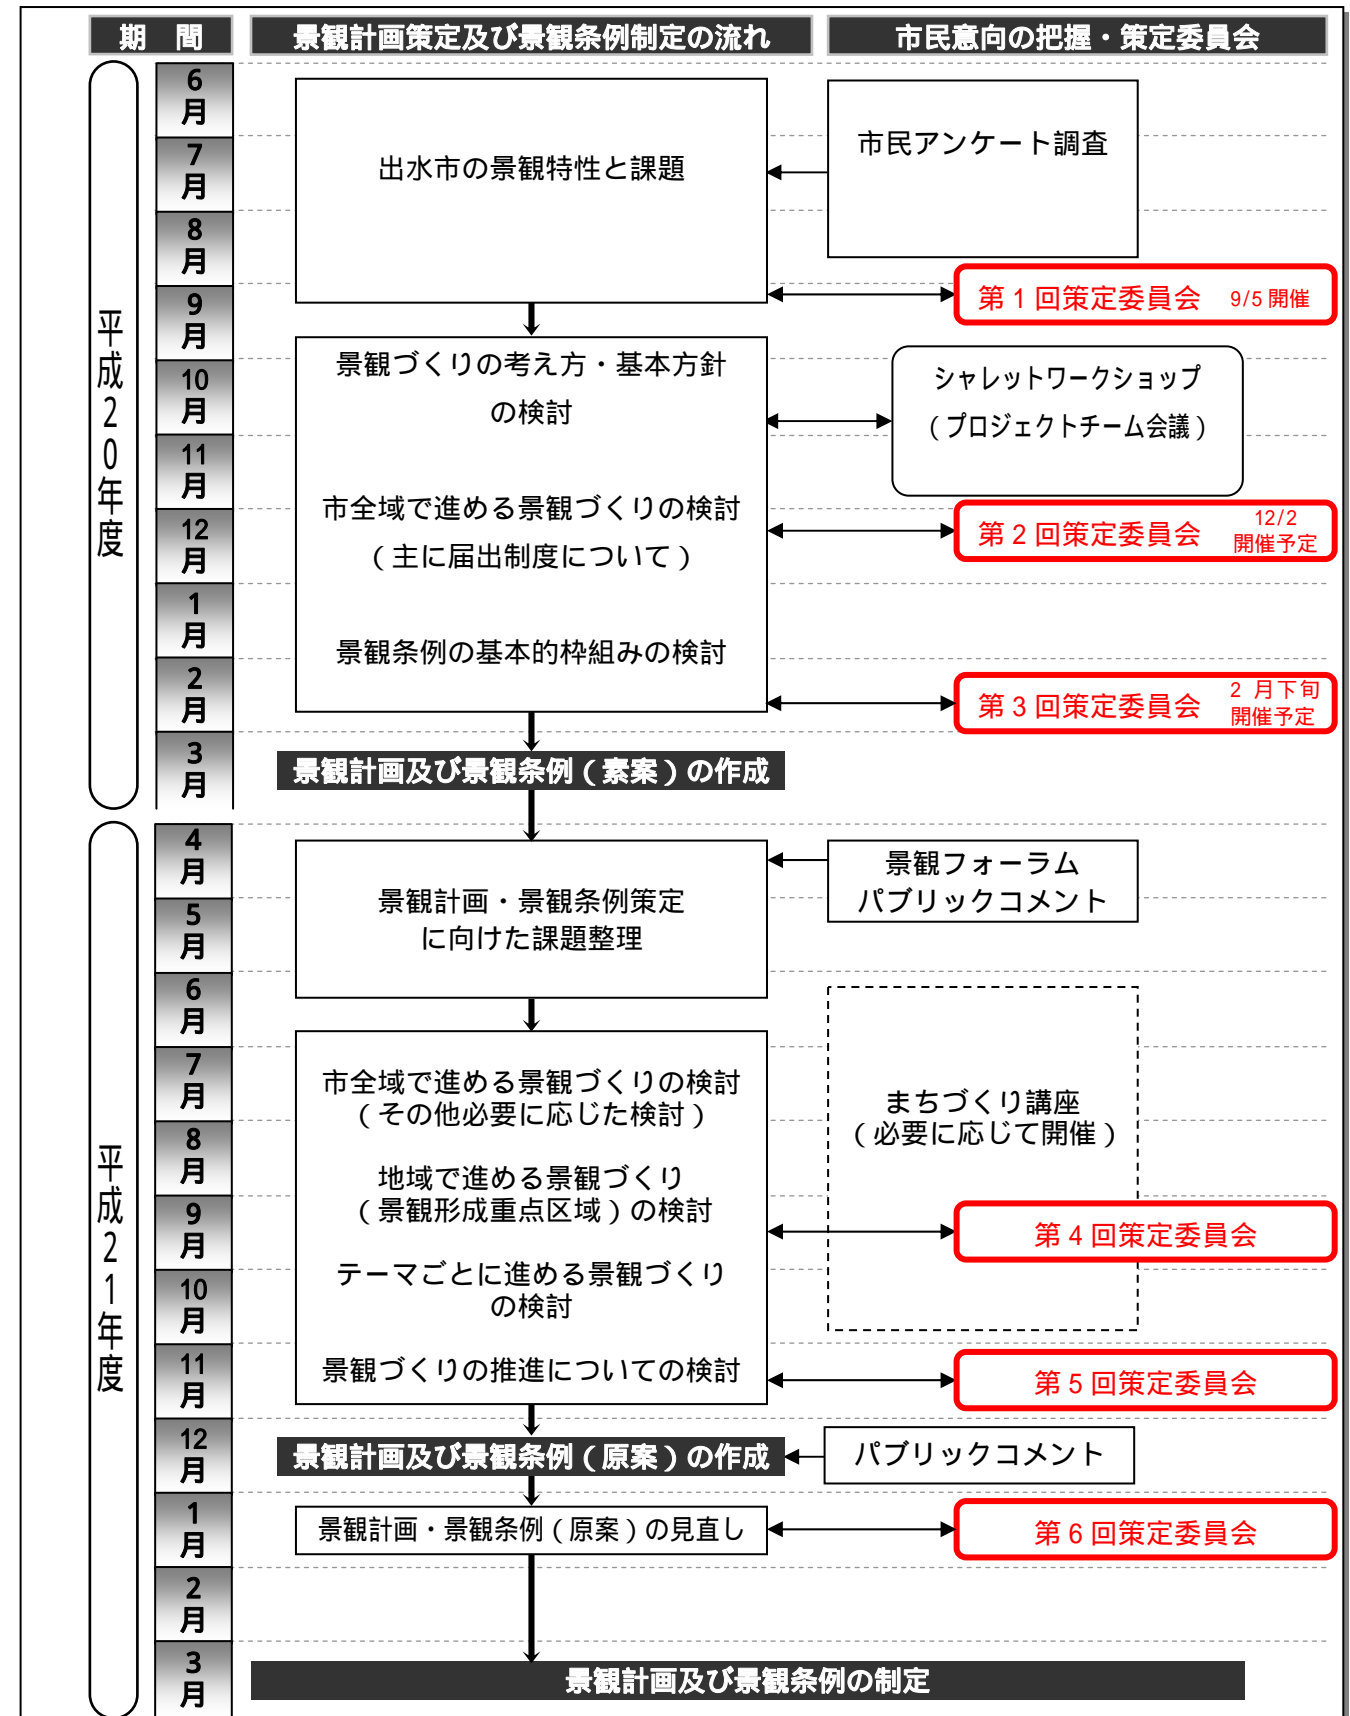 期　間
景観計画策定及び景観条例制定の流れ
市民意向の把握・策定委員会
平成20年度
6月
7月
8月
9月
10月
11月
12月
1月
2月
3月
出水市の景観特性と課題
市民アンケート調査
第1回策定委員会 9/5開催
景観づくりの考え方・基本方針
の検討
市全域で進める景観づくりの検討
（主に届出制度について）
景観条例の基本的枠組みの検討
シャレットワークショップ
（プロジェクトチーム会議）
第2回策定委員会 12/2
開催予定
第3回策定委員会 2月下旬
開催予定
景観計画及び景観条例（素案）の作成
平成21年度
4月
5月
6月
7月
8月
9月
10月
11月
12月
1月
2月
3月
景観計画・景観条例策定
に向けた課題整理
景観フォーラム
パブリックコメント
市全域で進める景観づくりの検討
（その他必要に応じた検討）
地域で進める景観づくり
（景観形成重点区域）の検討
テーマごとに進める景観づくり
の検討
景観づくりの推進についての検討
まちづくり講座
（必要に応じて開催）
第4回策定委員会
第5回策定委員会
景観計画及び景観条例（原案）の作成
パブリックコメント
景観計画・景観条例（原案）の見直し
第6回策定委員会
景観計画及び景観条例の制定